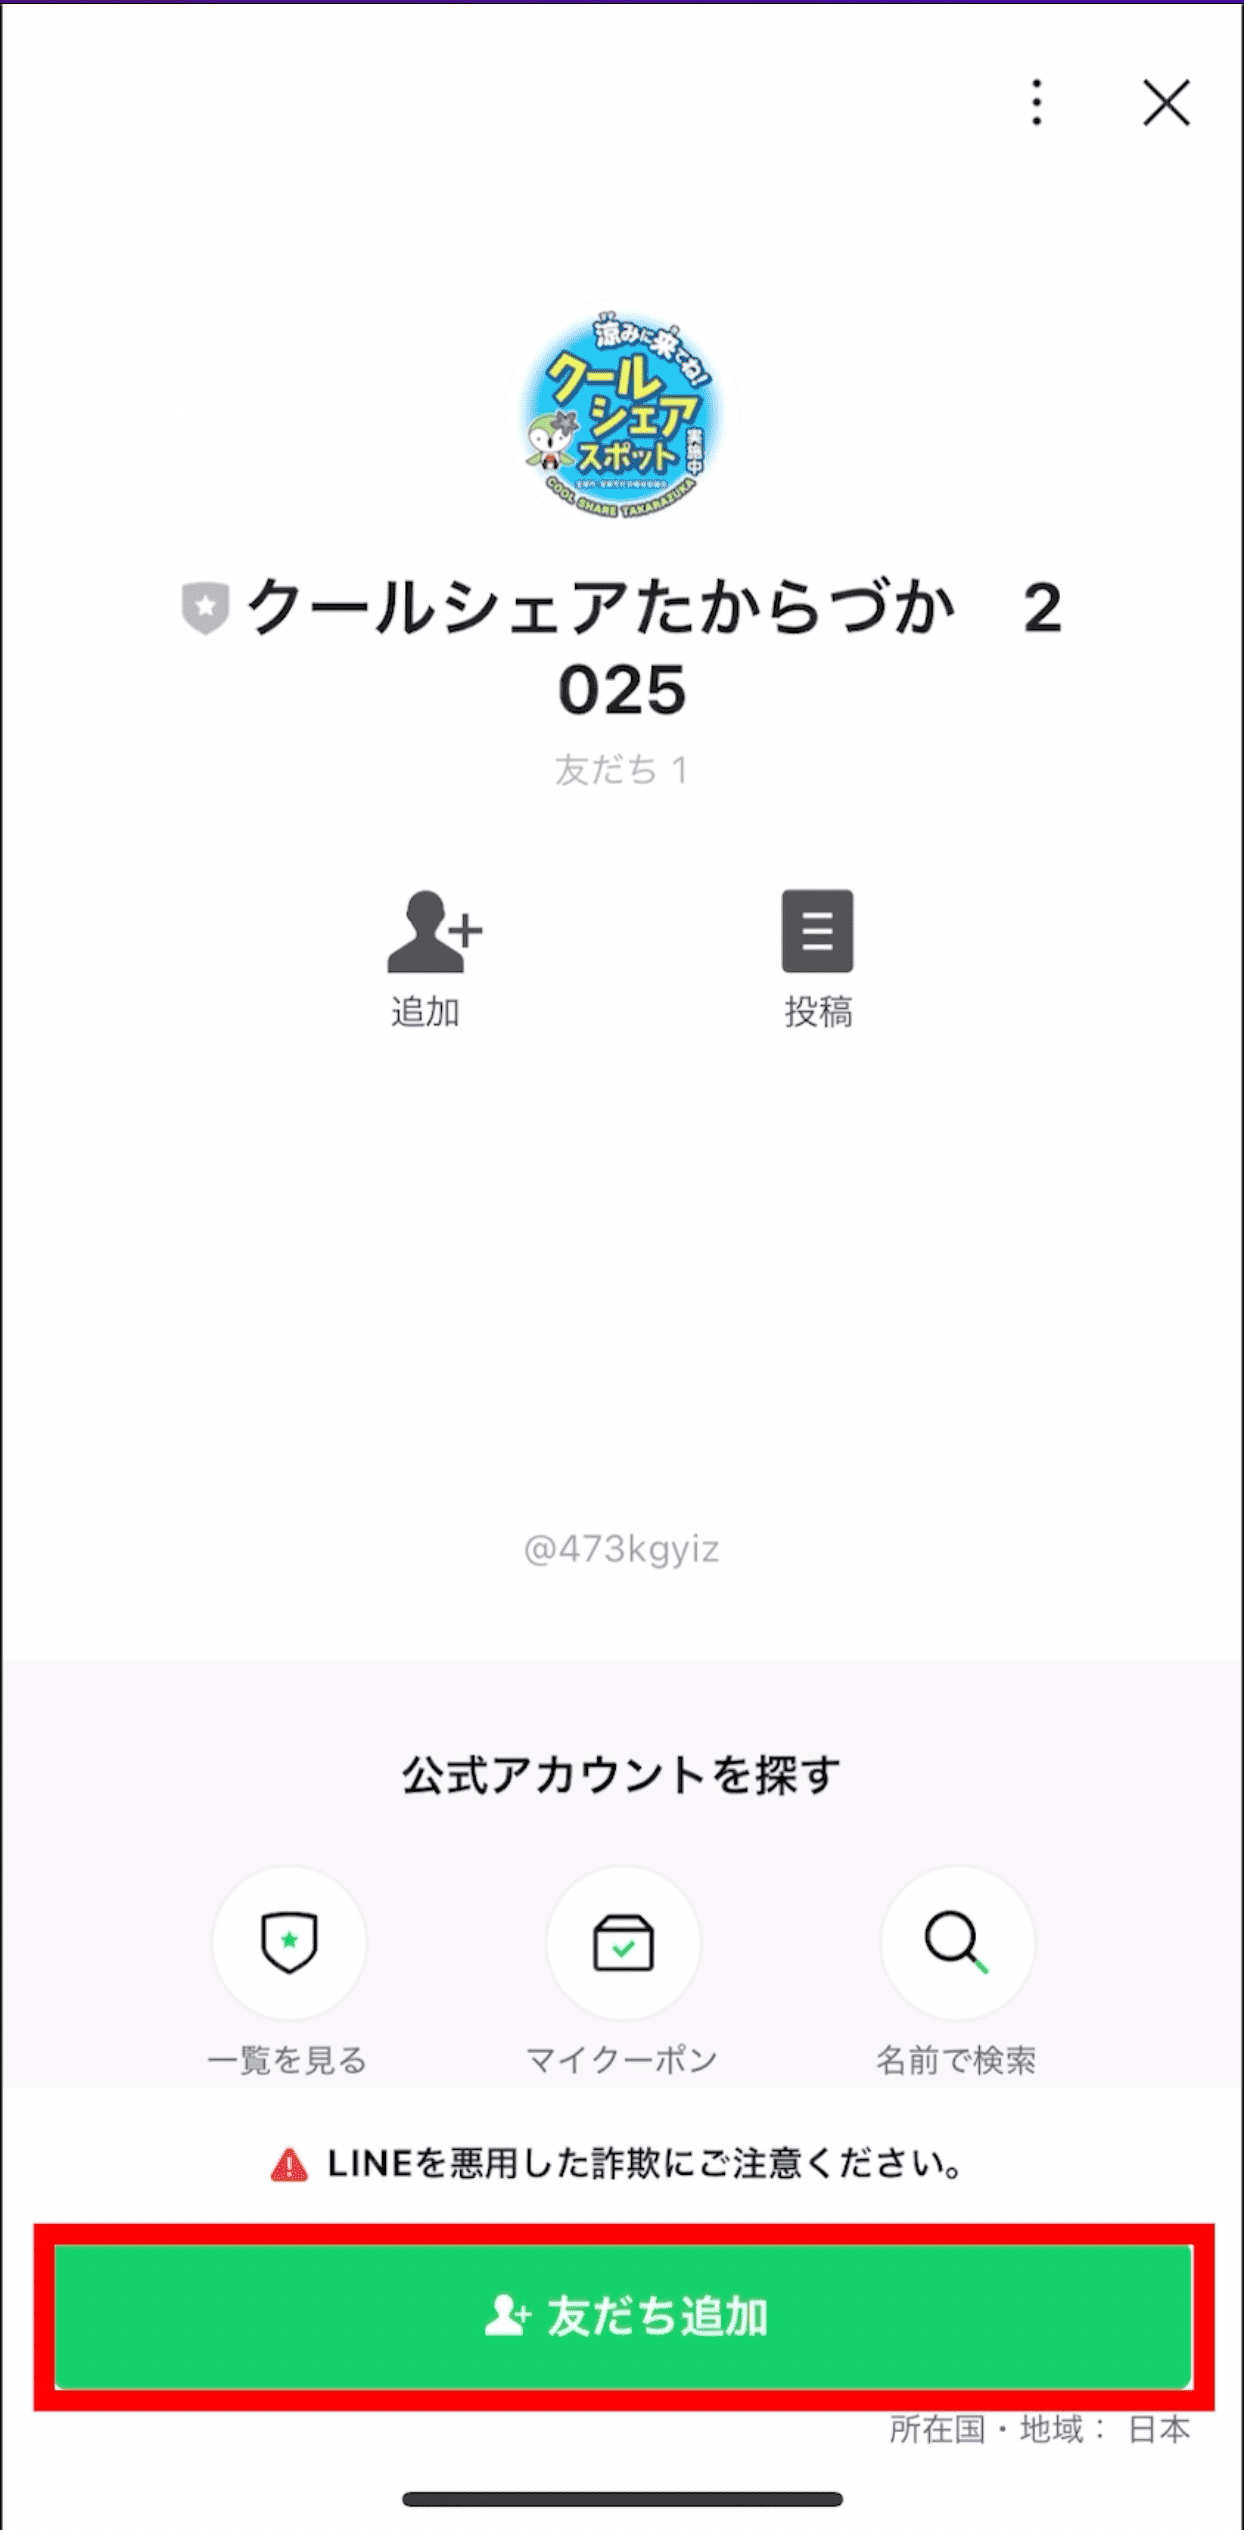 涼みに来てね!
クール
シェア
スポット
実施中
COOL SHARE TAKARAZUKA
クールシェアたからづか　2
025
友だち 1
追加
投稿
@473kgyiz
公式アカウントを探す
一覧を見る
マイクーポン
名前で検索
LINEを悪用した詐欺にご注意ください。
友だち追加
所在国・地域： 日本